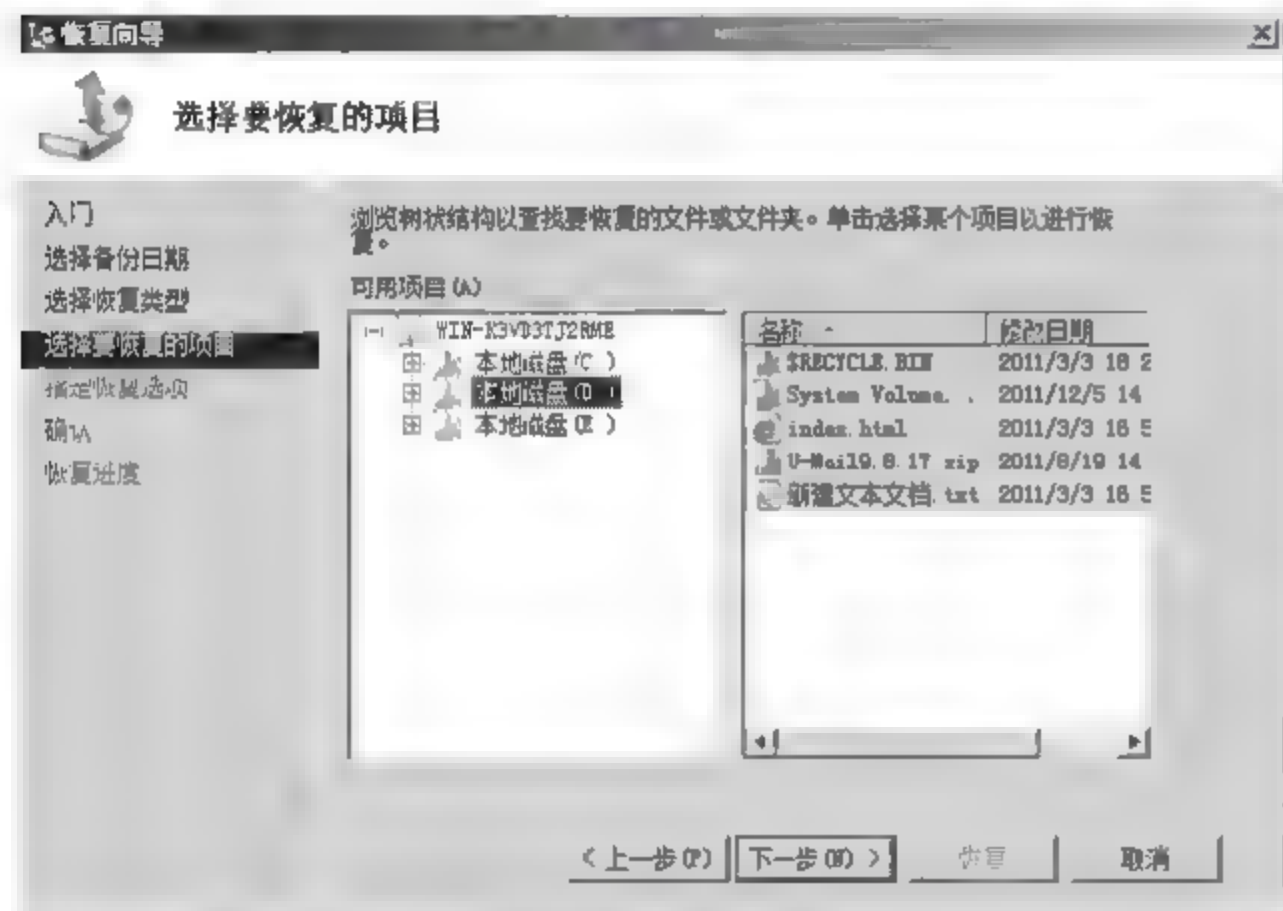 恢复向导
选择要恢复的项目
入门
选择备份日期
选择恢复类型
选择要恢复的项目
指定恢复选项
确认
恢复进度
浏览树状结构以查找要恢复的文件或文件夹。单击选择某个项目以进行恢
复。
可用项目(A)
本地磁盘(C )
本地磁盘(D )
本地磁盘(E )
名称 修改日期
$RECYCLE.BIN 2011/3/3 16 2
System Volume. . 2011/12/5 14
index.html 2011/3/3 16 5
U-Mail9.8.17 zip 2011/8/19 14
新建文本文档.txt 2011/3/3 16 5
< 上一步(P) 下一步(N) > 恢复 取消